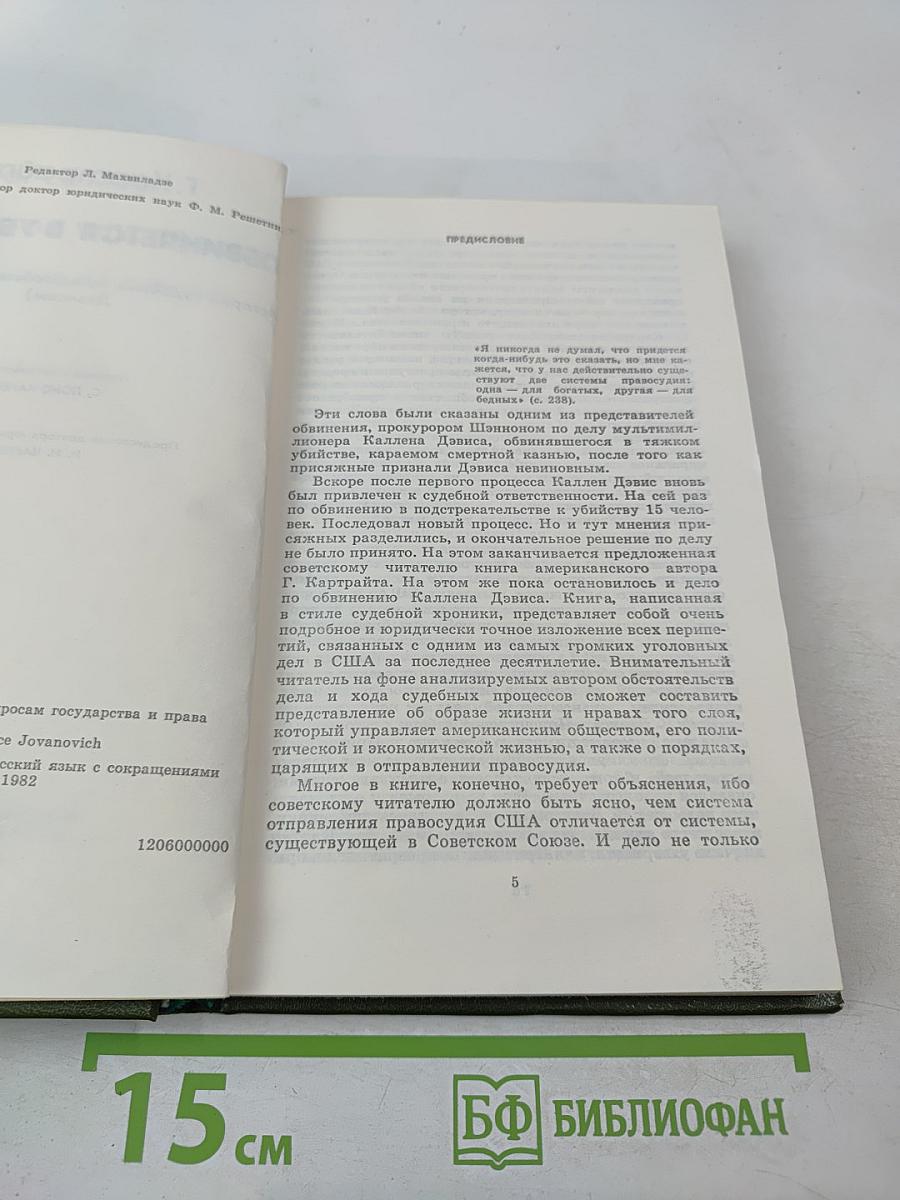 Редактор Л. Махвиладзе
ор доктор юридических наук Ф. М. Решетни
просам государства и права
ce Jovanovich
сский язык с сокращениями
1982
1206000000
ПРЕДИСЛОВИЕ
«Я никогда не думал, что придется
когда-нибудь это сказать, но мне ка-
жется, что у нас действительно суще-
ствуют две системы правосудия:
одна — для богатых, другая — для
бедных» (с. 238).
Эти слова были сказаны одним из представителей
обвинения, прокурором Шэнноном по делу мультимил-
лионера Каллена Дэвиса, обвинявшегося в тяжком
убийстве, караемом смертной казнью, после того как
присяжные признали Дэвиса невиновным.
Вскоре после первого процесса Каллен Дэвис вновь
был привлечен к судебной ответственности. На сей раз
по обвинению в подстрекательстве к убийству 15 чело-
век. Последовал новый процесс. Но и тут мнения при-
сяжных разделились, и окончательное решение по делу
не было принято. На этом заканчивается предложенная
советскому читателю книга американского автора
Г. Картрайта. На этом же пока остановилось и дело
по обвинению Каллена Дэвиса. Книга, написанная
в стиле судебной хроники, представляет собой очень
подробное и юридически точное изложение всех перипе-
тий, связанных с одним из самых громких уголовных
дел в США за последнее десятилетие. Внимательный
читатель на фоне анализируемых автором обстоятельств
дела и хода судебных процессов сможет составить
представление об образе жизни и нравах того слоя,
который управляет американским обществом, его поли-
тической и экономической жизнью, а также о порядках,
царящих в отправлении правосудия.
Многое в книге, конечно, требует объяснения, ибо
советскому читателю должно быть ясно, чем система
отправления правосудия США отличается от системы,
существующей в Советском Союзе. И дело не только
5
15 см
БФ БИБЛИОФАН